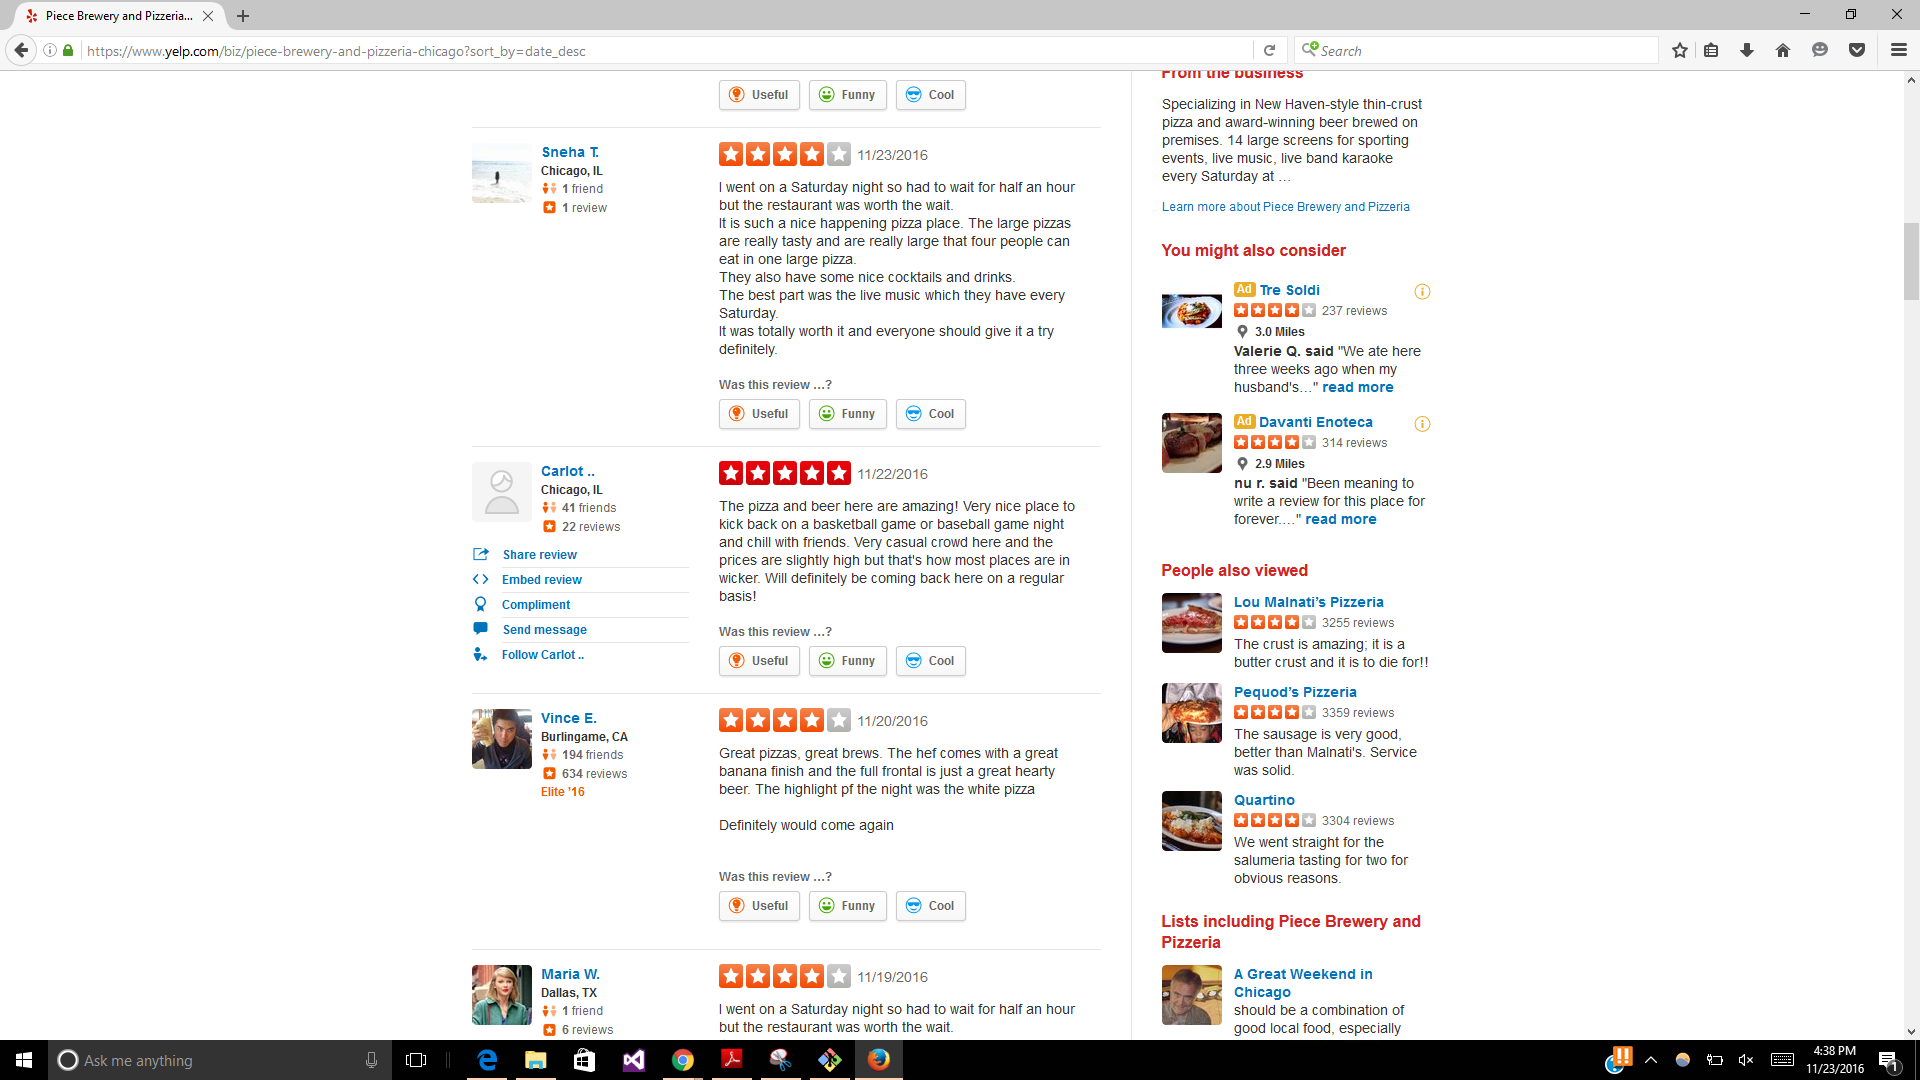 Piece Brewery and Pizzeria...
https://www.yelp.com/biz/piece-brewery-and-pizzeria-chicago?sort_by=date_desc
Search
Useful Funny Cool
Sneha T.
Chicago, IL
1 friend
1 review
11/23/2016
I went on a Saturday night so had to wait for half an hour
but the restaurant was worth the wait.
It is such a nice happening pizza place. The large pizzas
are really tasty and are really large that four people can
eat in one large pizza.
They also have some nice cocktails and drinks.
The best part was the live music which they have every
Saturday.
It was totally worth it and everyone should give it a try
definitely.
Was this review ...?
Useful Funny Cool
Carlot ..
Chicago, IL
41 friends
22 reviews
Share review
Embed review
Compliment
Send message
Follow Carlot ..
11/22/2016
The pizza and beer here are amazing! Very nice place to
kick back on a basketball game or baseball game night
and chill with friends. Very casual crowd here and the
prices are slightly high but that's how most places are in
wicker. Will definitely be coming back here on a regular
basis!
Was this review ...?
Useful Funny Cool
Vince E.
Burlingame, CA
194 friends
634 reviews
Elite '16
11/20/2016
Great pizzas, great brews. The hef comes with a great
banana finish and the full frontal is just a great hearty
beer. The highlight pf the night was the white pizza
Definitely would come again
Was this review ...?
Useful Funny Cool
Maria W.
Dallas, TX
1 friend
6 reviews
11/19/2016
I went on a Saturday night so had to wait for half an hour
but the restaurant was worth the wait.
From the business
Specializing in New Haven-style thin-crust
pizza and award-winning beer brewed on
premises. 14 large screens for sporting
events, live music, live band karaoke
every Saturday at ...
Learn more about Piece Brewery and Pizzeria
You might also consider
Ad Tre Soldi
237 reviews
3.0 Miles
Valerie Q. said "We ate here
three weeks ago when my
husband's..." read more
Ad Davanti Enoteca
314 reviews
2.9 Miles
nu r. said "Been meaning to
write a review for this place for
forever...." read more
People also viewed
Lou Malnati's Pizzeria
3255 reviews
The crust is amazing; it is a
butter crust and it is to die for!!
Pequod's Pizzeria
3359 reviews
The sausage is very good,
better than Malnati's. Service
was solid.
Quartino
3304 reviews
We went straight for the
salumeria tasting for two for
obvious reasons.
Lists including Piece Brewery and
Pizzeria
A Great Weekend in
Chicago
should be a combination of
good local food, especially
Ask me anything
4:38 PM
11/23/2016
1